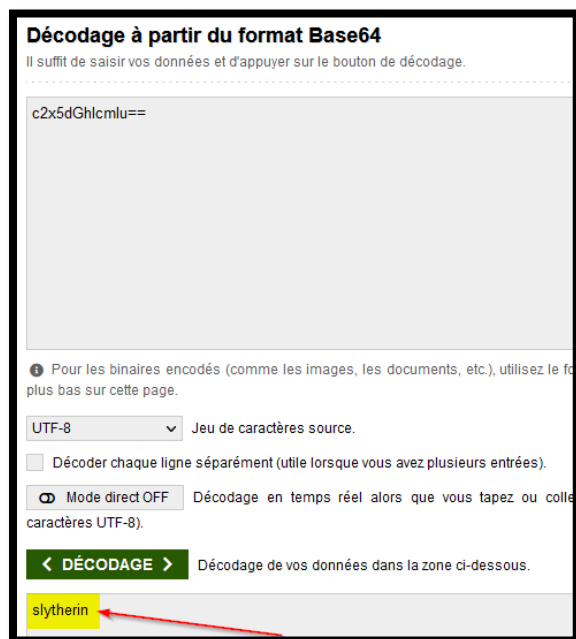 Décodage à partir du format Base64
Il suffit de saisir vos données et d'appuyer sur le bouton de décodage.
c2x5dGhlcmlu==
Pour les binaires encodés (comme les images, les documents, etc.), utilisez le fo
plus bas sur cette page.
UTF-8 Jeu de caractères source.
Décoder chaque ligne séparément (utile lorsque vous avez plusieurs entrées).
Mode direct OFF Décodage en temps réel alors que vous tapez ou colle
caractères UTF-8).
< DÉCODAGE > Décodage de vos données dans la zone ci-dessous.
slytherin